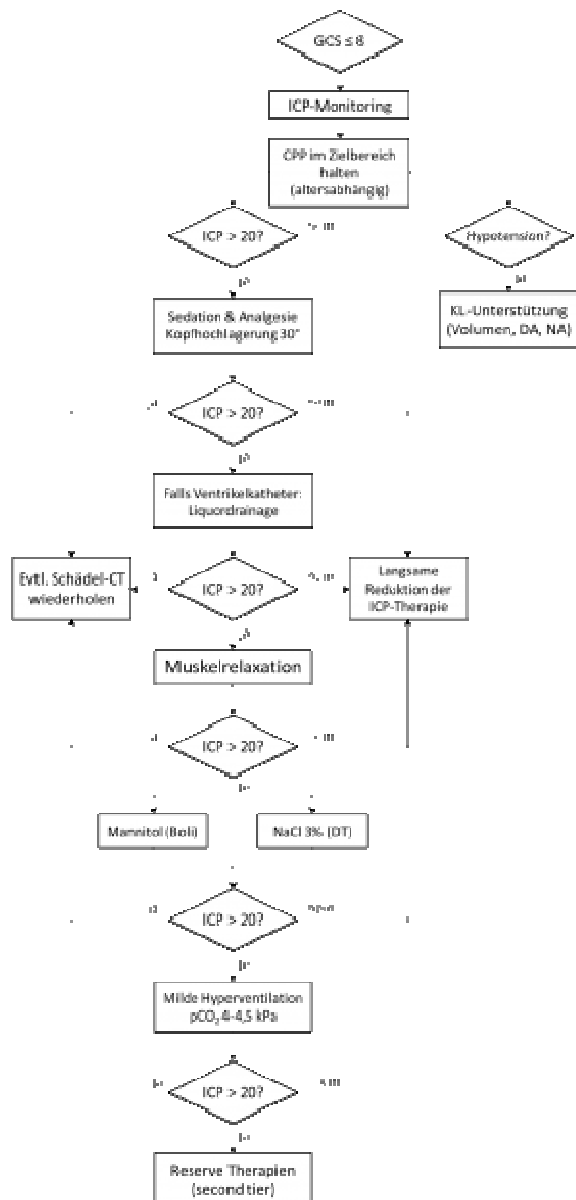 GCS ≤ 8
ICP-Monitoring
CPP im Zielbereich
halten
(altersabhängig)
ICP > 20?
Hypotension?
Sedation & Analgesie
Kopfhochlagerung 30°
KL-Unterstützung
(Volumen, DA, NA)
ICP > 20?
Falls Ventrikelkatheter:
Liquordrainage
Evtl. Schädel-CT
wiederholen
ICP > 20?
Langsame
Reduktion der
ICP-Therapie
Muskelrelaxation
ICP > 20?
Mannitol (Boli)
NaCl 3% (DT)
ICP > 20?
Milde Hyperventilation
pCO₂ 4-4,5 kPa
ICP > 20?
Reserve Therapien
(second tier)